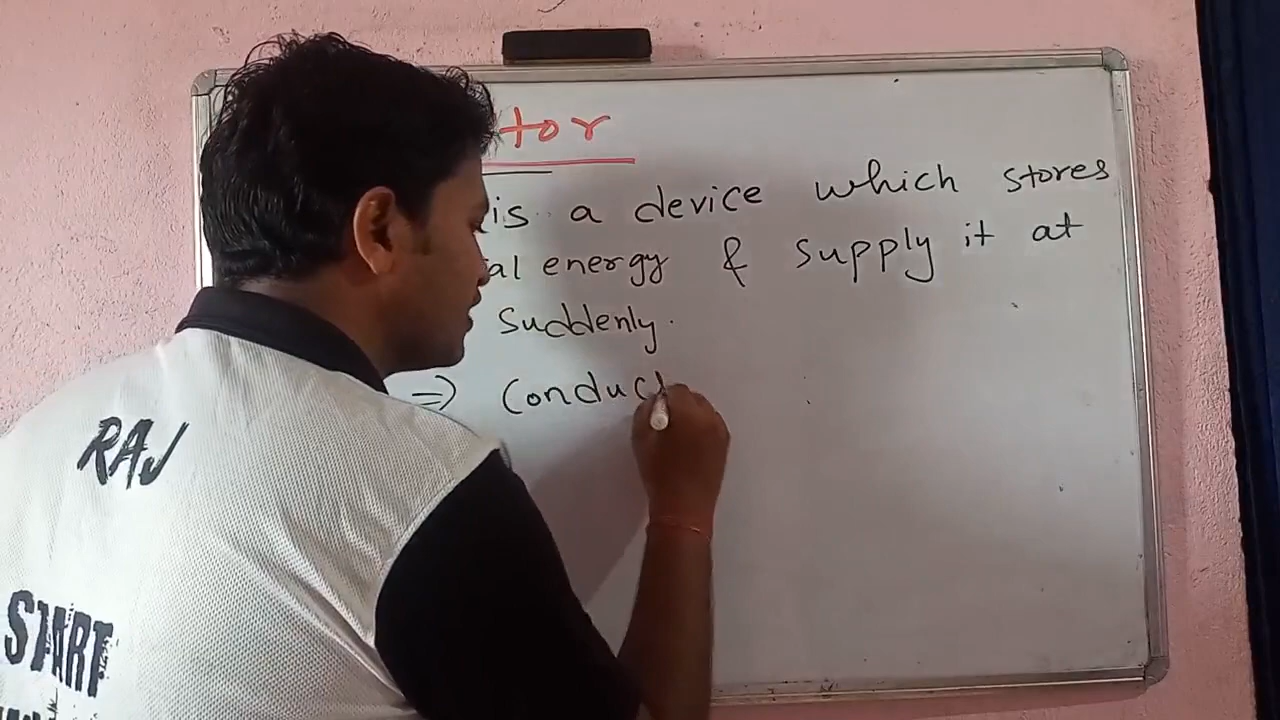 tor
is a device which stores
al energy & supply it at
suddenly.
=> Conduct
RAJ
START